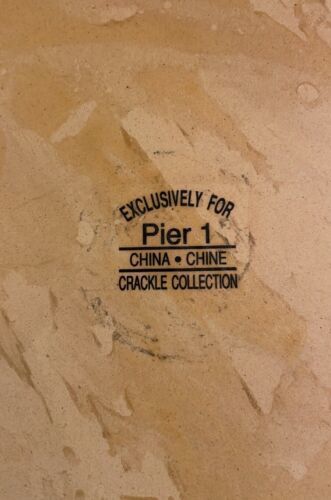 EXCLUSIVELY FOR
Pier 1
CHINA • CHINE
CRACKLE COLLECTION